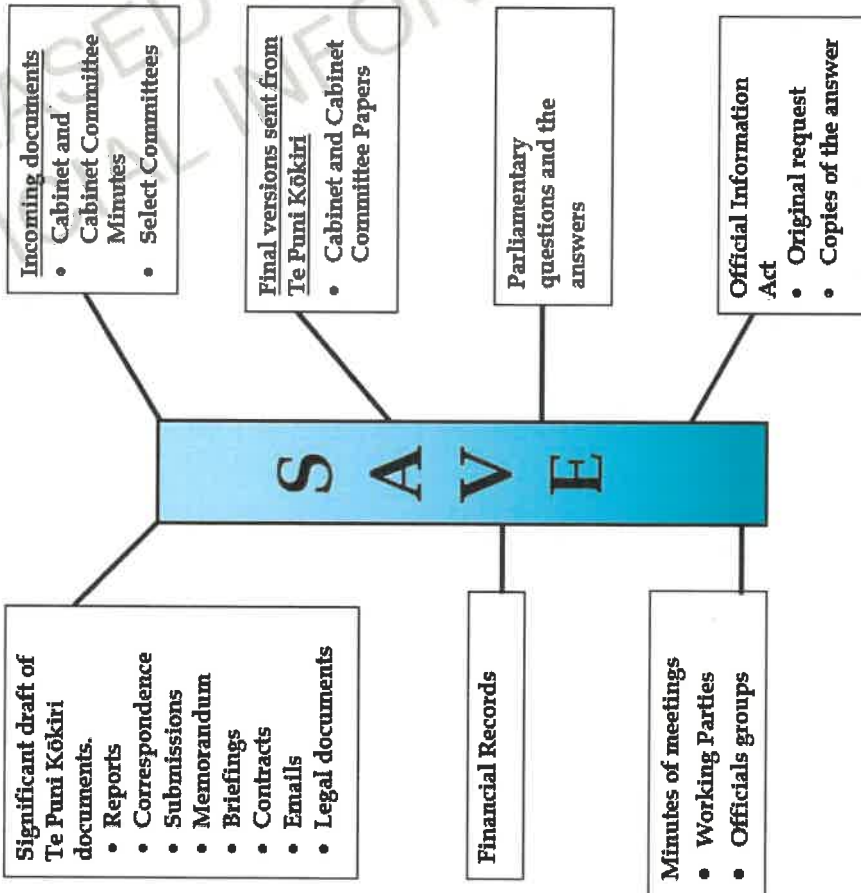 Significant draft of
Te Puni Kōkiri
documents.
• Reports
• Correspondence
• Submissions
• Memorandum
• Briefings
• Contracts
• Emails
• Legal documents
Financial Records
Minutes of meetings
• Working Parties
• Officials groups
S
A
V
E
Incoming documents
• Cabinet and
Cabinet Committee
Minutes
• Select Committees
Final versions sent from
Te Puni Kōkiri
• Cabinet and Cabinet
Committee Papers
Parliamentary
questions and the
answers
Official Information
Act
• Original request
• Copies of the answer